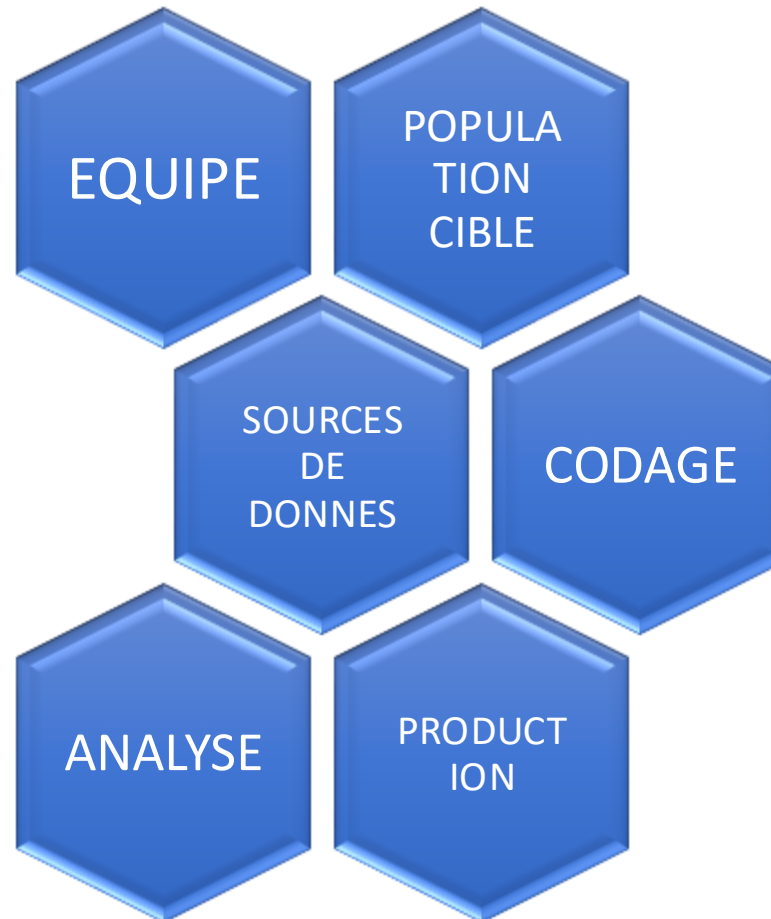 EQUIPE
POPULA
TION
CIBLE
SOURCES
DE
DONNES
CODAGE
ANALYSE
PRODUCT
ION